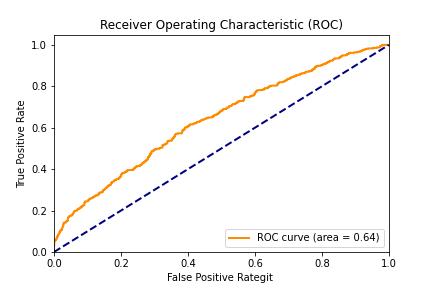 Receiver Operating Characteristic (ROC)
True Positive Rate
1.0
0.8
0.6
0.4
0.2
0.0
ROC curve (area = 0.64)
0.0 0.2 0.4 0.6 0.8 1.0
False Positive Rategit